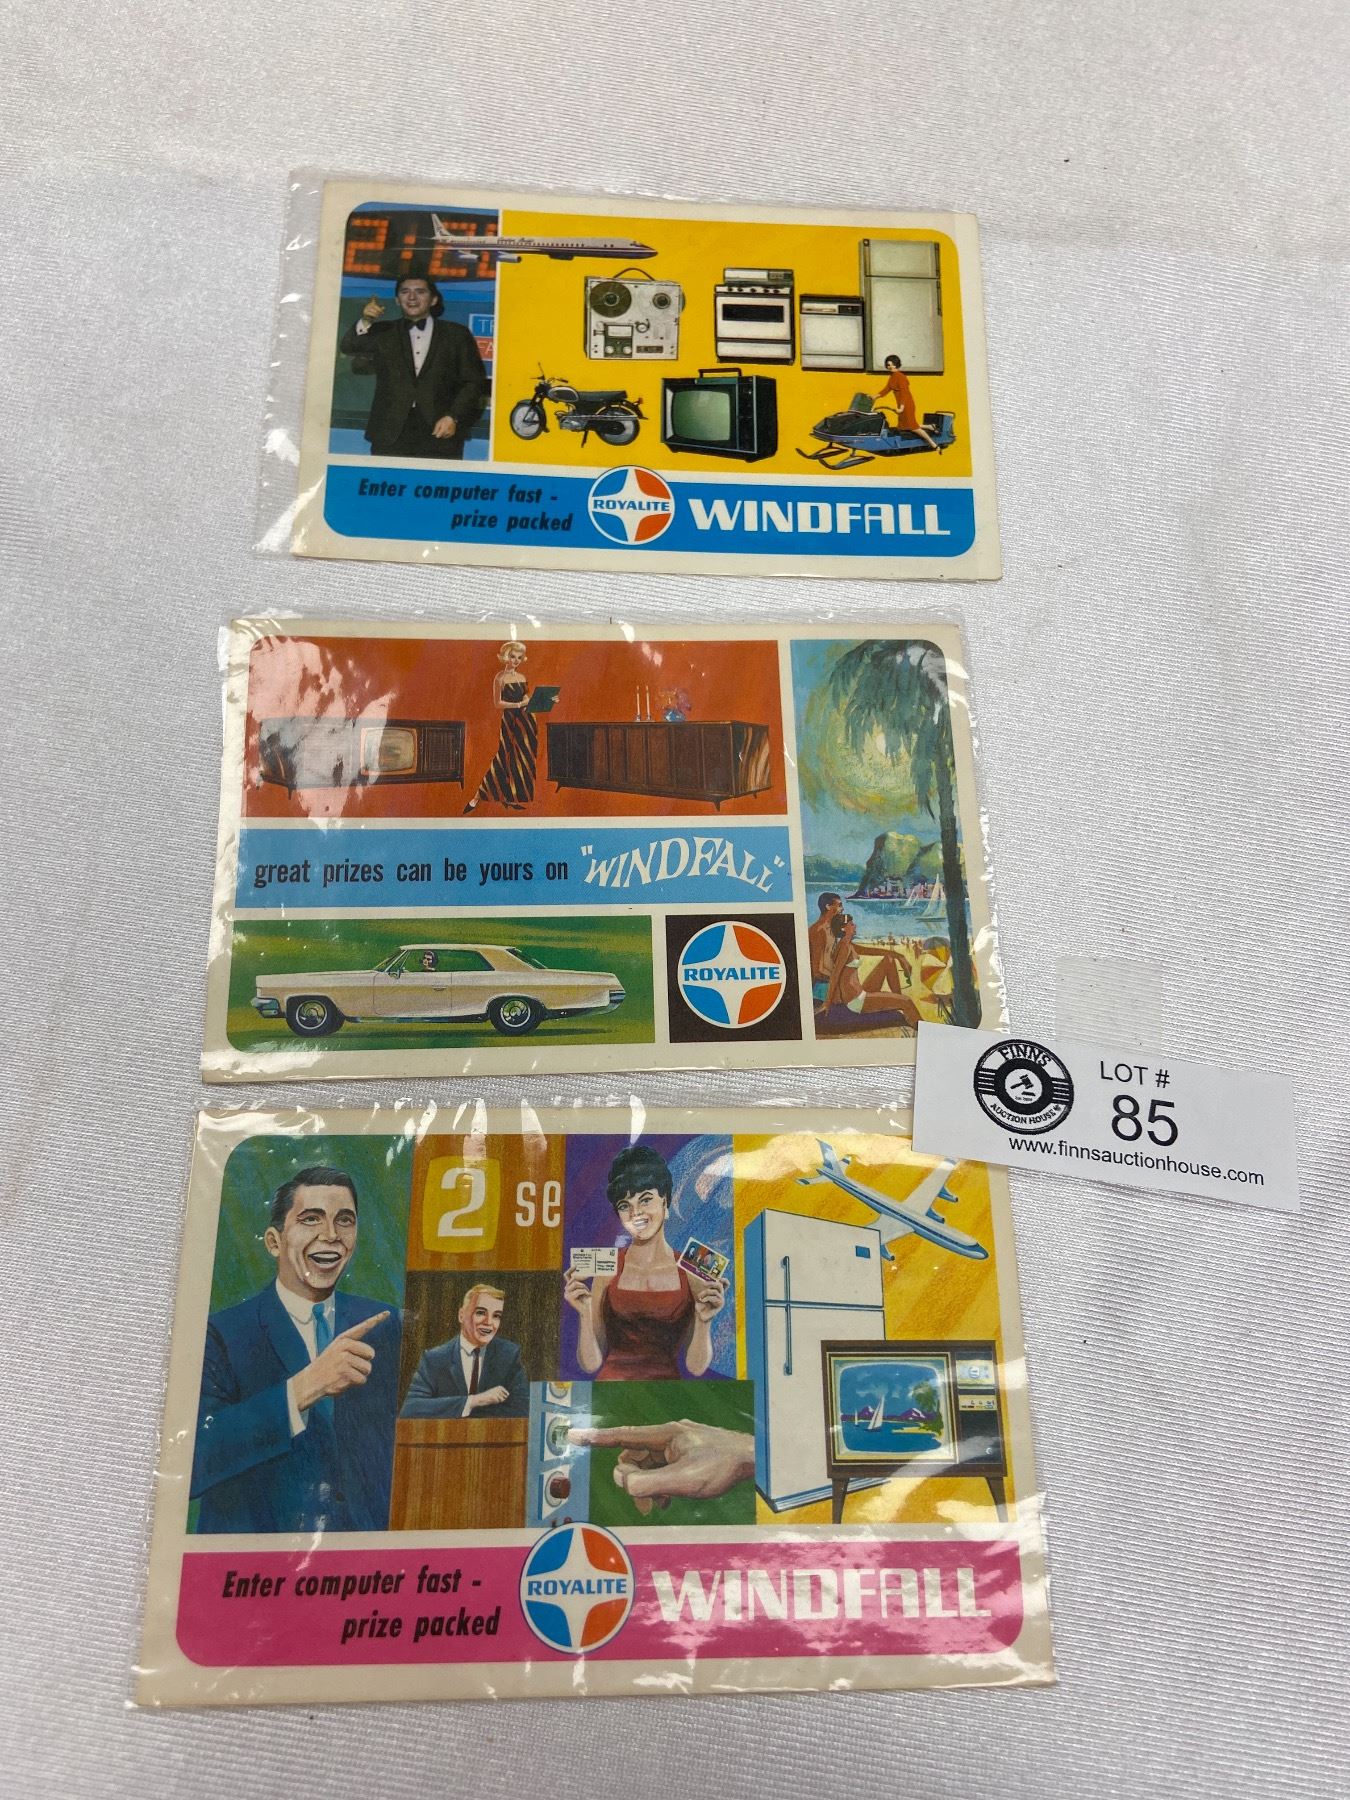 Enter computer fast -
prize packed
ROYALITE
WINDFALL
great prizes can be yours on "WINDFALL"
ROYALITE
FINNS
AUCTION HOUSE
LOT #
85
www.finnsauctionhouse.com
2 se
Enter computer fast -
prize packed
ROYALITE
WINDFALL